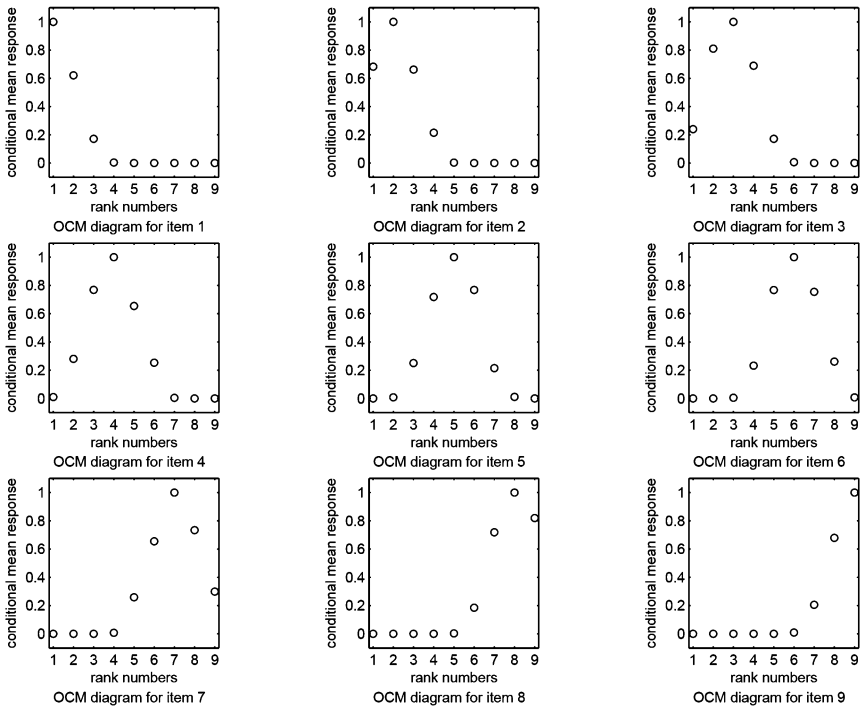 conditional mean response
1
0.8
0.6
0.4
0.2
0
1 2 3 4 5 6 7 8 9
rank numbers
OCM diagram for item 1
conditional mean response
1
0.8
0.6
0.4
0.2
0
1 2 3 4 5 6 7 8 9
rank numbers
OCM diagram for item 2
conditional mean response
1
0.8
0.6
0.4
0.2
0
1 2 3 4 5 6 7 8 9
rank numbers
OCM diagram for item 3
conditional mean response
1
0.8
0.6
0.4
0.2
0
1 2 3 4 5 6 7 8 9
rank numbers
OCM diagram for item 4
conditional mean response
1
0.8
0.6
0.4
0.2
0
1 2 3 4 5 6 7 8 9
rank numbers
OCM diagram for item 5
conditional mean response
1
0.8
0.6
0.4
0.2
0
1 2 3 4 5 6 7 8 9
rank numbers
OCM diagram for item 6
conditional mean response
1
0.8
0.6
0.4
0.2
0
1 2 3 4 5 6 7 8 9
rank numbers
OCM diagram for item 7
conditional mean response
1
0.8
0.6
0.4
0.2
0
1 2 3 4 5 6 7 8 9
rank numbers
OCM diagram for item 8
conditional mean response
1
0.8
0.6
0.4
0.2
0
1 2 3 4 5 6 7 8 9
rank numbers
OCM diagram for item 9